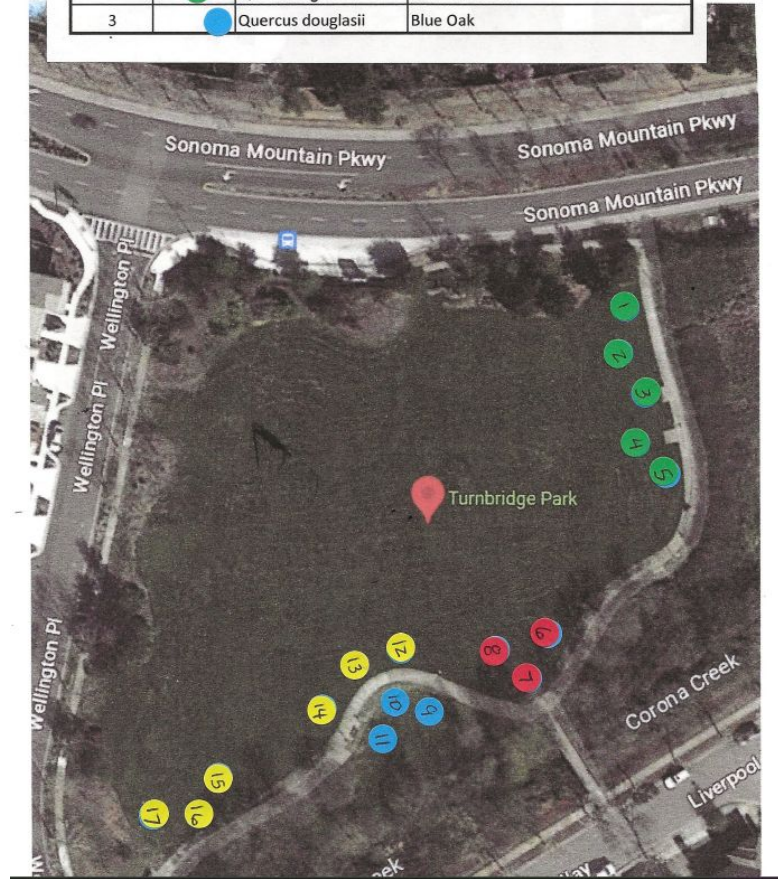 3 Quercus douglasii Blue Oak
Sonoma Mountain Pkwy
Sonoma Mountain Pkwy
Sonoma Mountain Pkwy
Wellington Pl
Wellington Pl
Wellington Pl
1
2
3
4
5
Turnbridge Park
6
8
7
12
13
14
10
9
11
15
16
17
Corona Creek
Liverpool